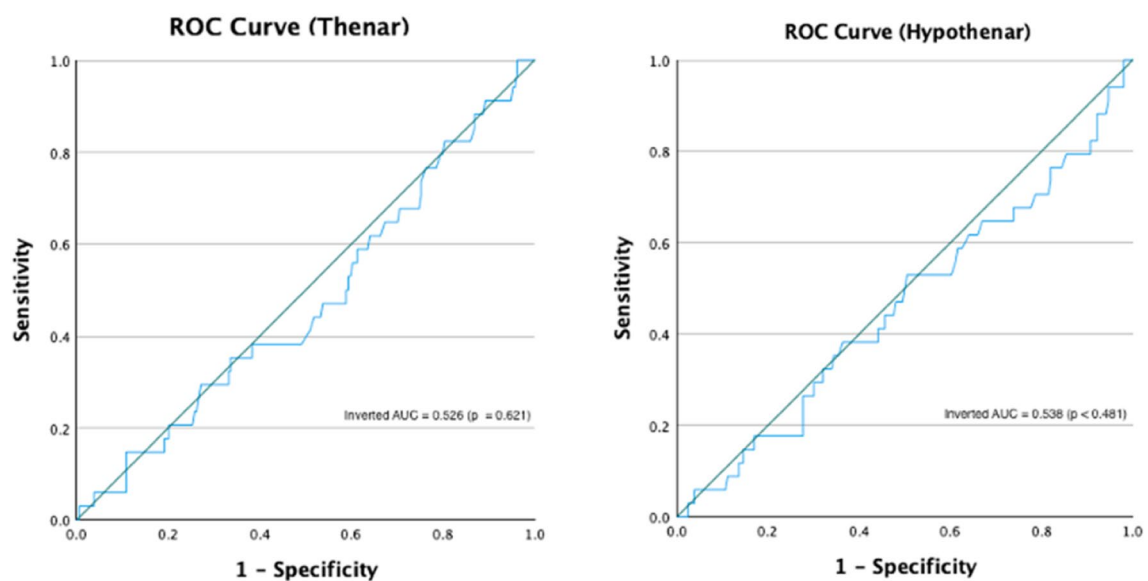 ROC Curve (Thenar)
1.0
0.8
0.6
0.4
0.2
0.0
Sensitivity
Inverted AUC = 0.526 (p = 0.621)
0.0 0.2 0.4 0.6 0.8 1.0
1 – Specificity
ROC Curve (Hypothenar)
1.0
0.8
0.6
0.4
0.2
0.0
Sensitivity
Inverted AUC = 0.538 (p < 0.481)
0.0 0.2 0.4 0.6 0.8 1.0
1 – Specificity